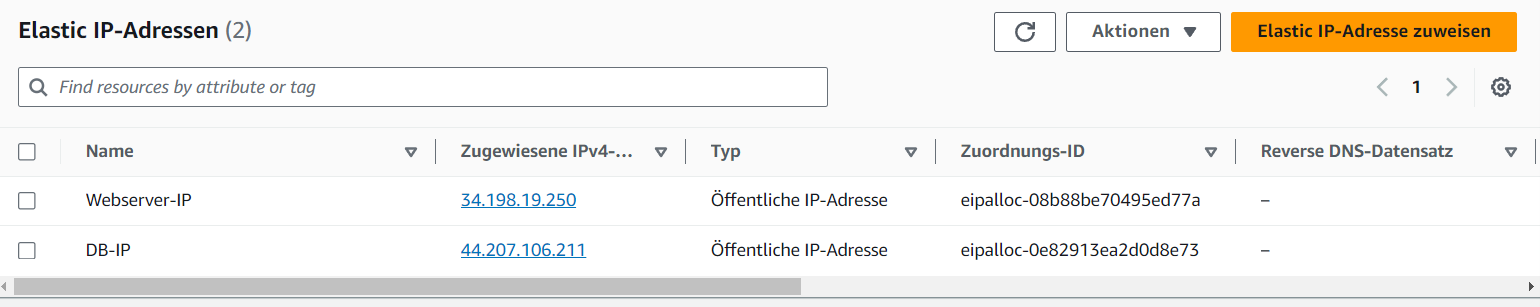 Elastic IP-Adressen (2)
Aktionen
Elastic IP-Adresse zuweisen
Find resources by attribute or tag
1
Name Zugewiesene IPv4-... Typ Zuordnungs-ID Reverse DNS-Datensatz
Webserver-IP 34.198.19.250 Öffentliche IP-Adresse eipalloc-08b88be70495ed77a –
DB-IP 44.207.106.211 Öffentliche IP-Adresse eipalloc-0e82913ea2d0d8e73 –